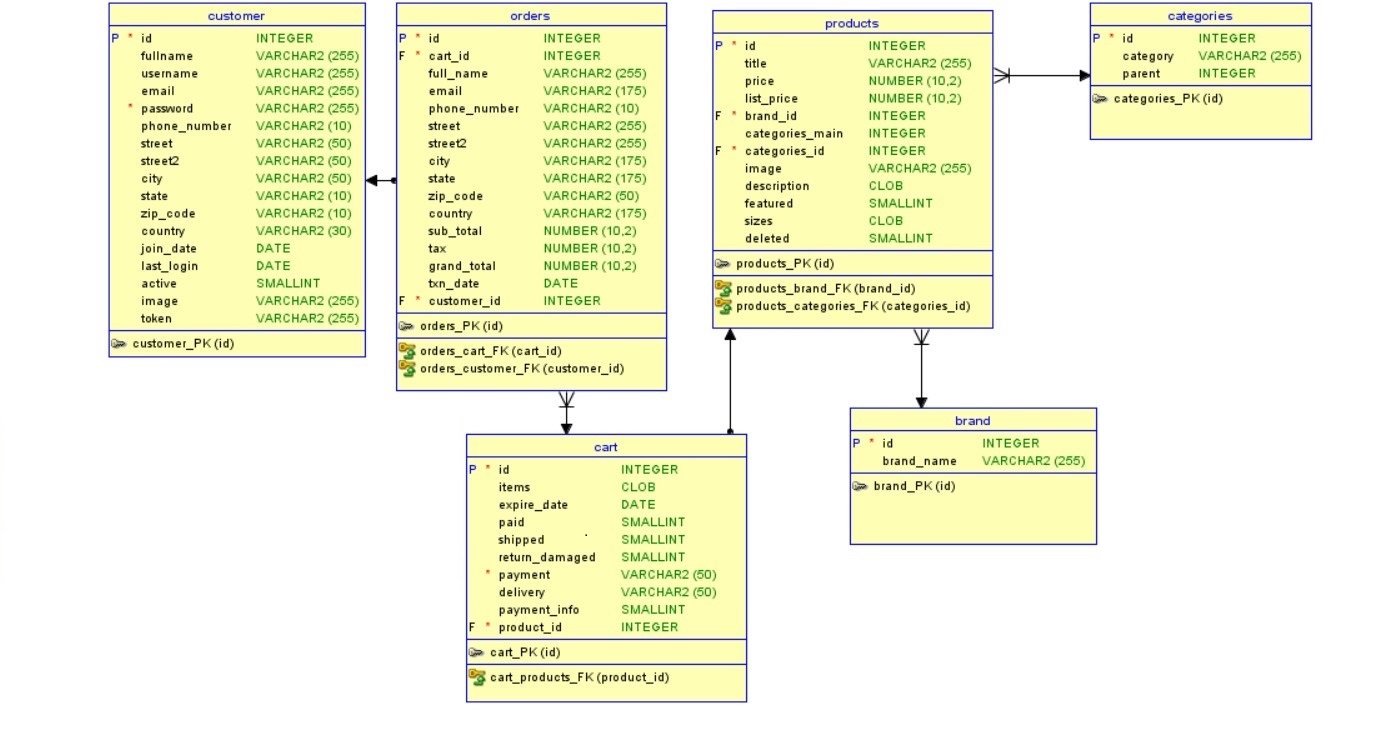 customer
P * id INTEGER
fullname VARCHAR2 (255)
username VARCHAR2 (255)
email VARCHAR2 (255)
* password VARCHAR2 (255)
phone_number VARCHAR2 (10)
street VARCHAR2 (50)
street2 VARCHAR2 (50)
city VARCHAR2 (50)
state VARCHAR2 (10)
zip_code VARCHAR2 (10)
country VARCHAR2 (30)
join_date DATE
last_login DATE
active SMALLINT
image VARCHAR2 (255)
token VARCHAR2 (255)
customer_PK (id)
orders
P * id INTEGER
F * cart_id INTEGER
full_name VARCHAR2 (255)
email VARCHAR2 (175)
phone_number VARCHAR2 (10)
street VARCHAR2 (255)
street2 VARCHAR2 (255)
city VARCHAR2 (175)
state VARCHAR2 (175)
zip_code VARCHAR2 (50)
country VARCHAR2 (175)
sub_total NUMBER (10,2)
tax NUMBER (10,2)
grand_total NUMBER (10,2)
txn_date DATE
F * customer_id INTEGER
orders_PK (id)
orders_cart_FK (cart_id)
orders_customer_FK (customer_id)
products
P * id INTEGER
title VARCHAR2 (255)
price NUMBER (10,2)
list_price NUMBER (10,2)
F * brand_id INTEGER
categories_main INTEGER
F * categories_id INTEGER
image VARCHAR2 (255)
description CLOB
featured SMALLINT
sizes CLOB
deleted SMALLINT
products_PK (id)
products_brand_FK (brand_id)
products_categories_FK (categories_id)
categories
P * id INTEGER
category VARCHAR2 (255)
parent INTEGER
categories_PK (id)
cart
P * id INTEGER
items CLOB
expire_date DATE
paid SMALLINT
shipped SMALLINT
return_damaged SMALLINT
* payment VARCHAR2 (50)
delivery VARCHAR2 (50)
payment_info SMALLINT
F * product_id INTEGER
cart_PK (id)
cart_products_FK (product_id)
brand
P * id INTEGER
brand_name VARCHAR2 (255)
brand_PK (id)